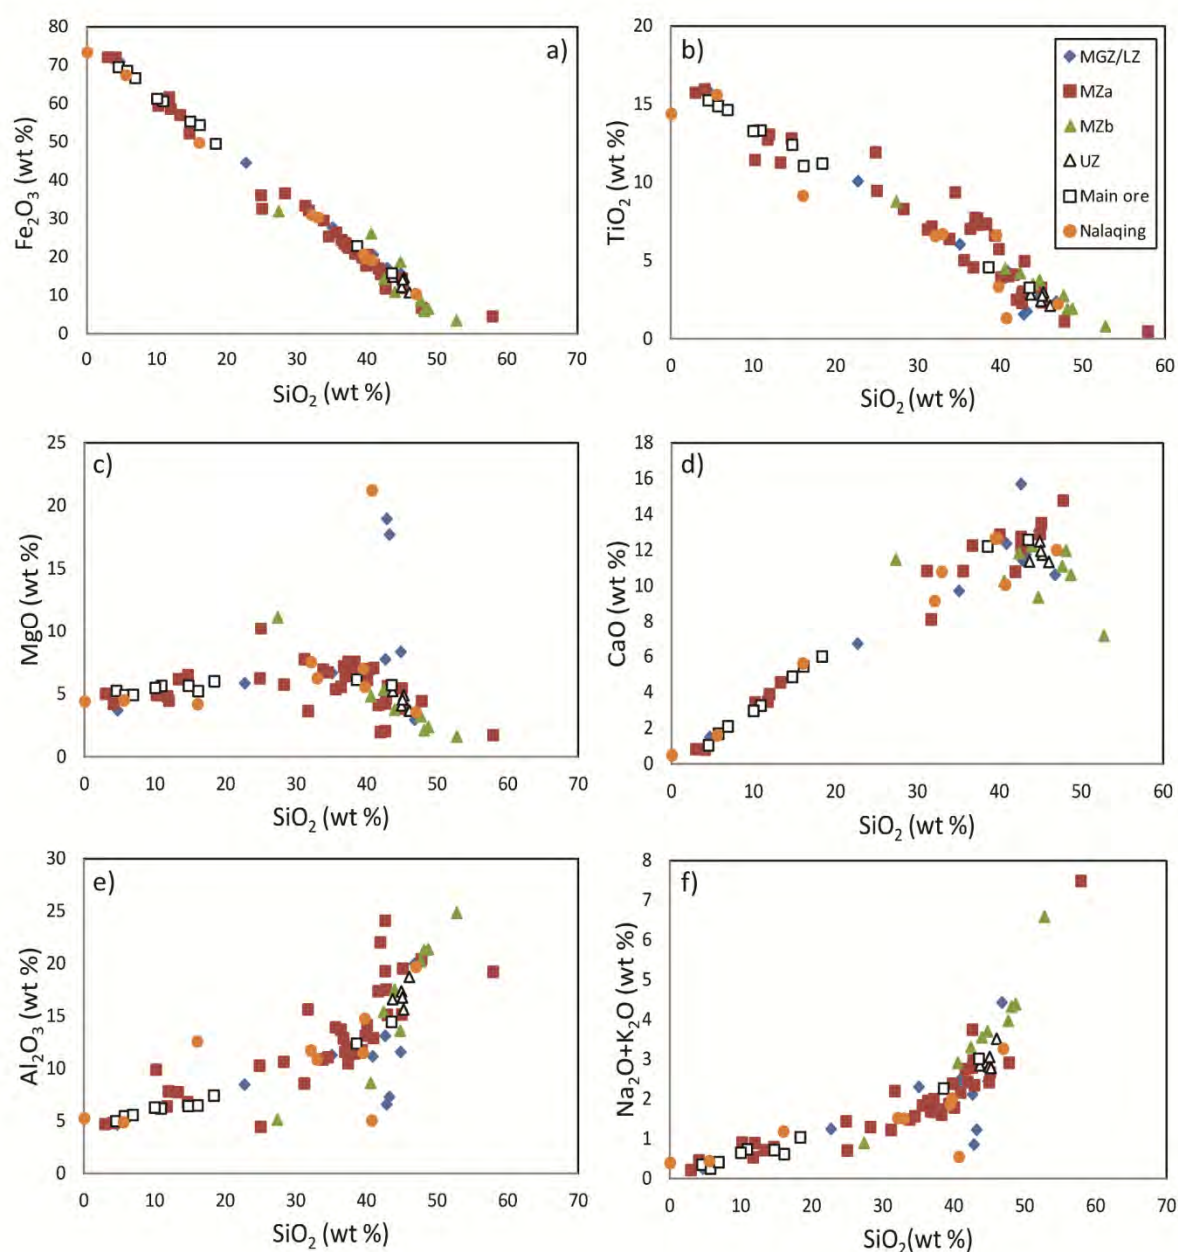 a)
80
70
60
50
40
30
20
10
0
Fe2O3 (wt %)
0 10 20 30 40 50 60 70
SiO2 (wt %)
b)
20
15
10
5
0
TiO2 (wt %)
0 10 20 30 40 50 60
SiO2 (wt %)
MGZ/LZ
MZa
MZb
UZ
Main ore
Nalaqing
c)
25
20
15
10
5
0
MgO (wt %)
0 10 20 30 40 50 60 70
SiO2 (wt %)
d)
18
16
14
12
10
8
6
4
2
0
CaO (wt %)
0 10 20 30 40 50 60
SiO2 (wt %)
e)
30
25
20
15
10
5
0
Al2O3 (wt %)
0 10 20 30 40 50 60 70
SiO2 (wt %)
f)
8
7
6
5
4
3
2
1
0
Na2O+K2O (wt %)
0 10 20 30 40 50 60 70
SiO2(wt %)